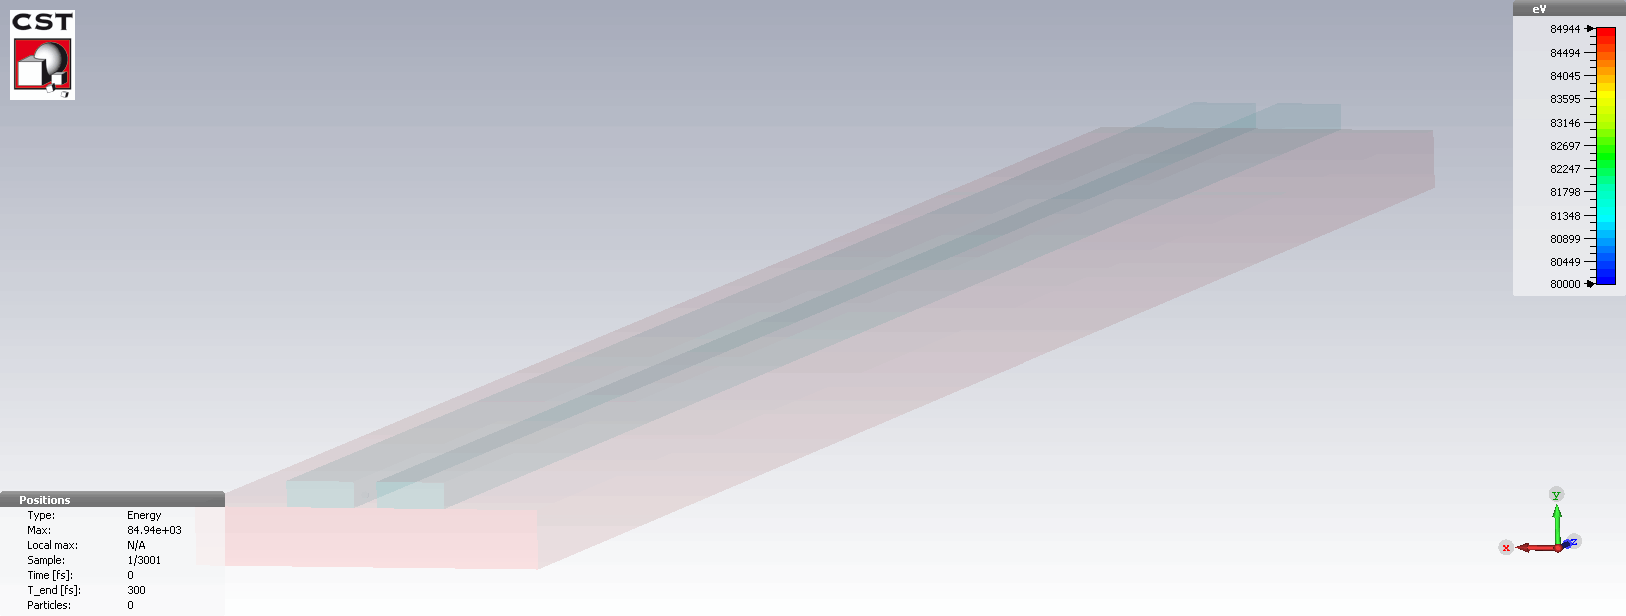 CST
eV
84944
84494
84045
83595
83146
82697
82247
81798
81348
80899
80449
80000
Positions
Type: Energy
Max: 84.94e+03
Local max: N/A
Sample: 1/3001
Time [fs]: 0
T_end [fs]: 300
Particles: 0
y
x
z